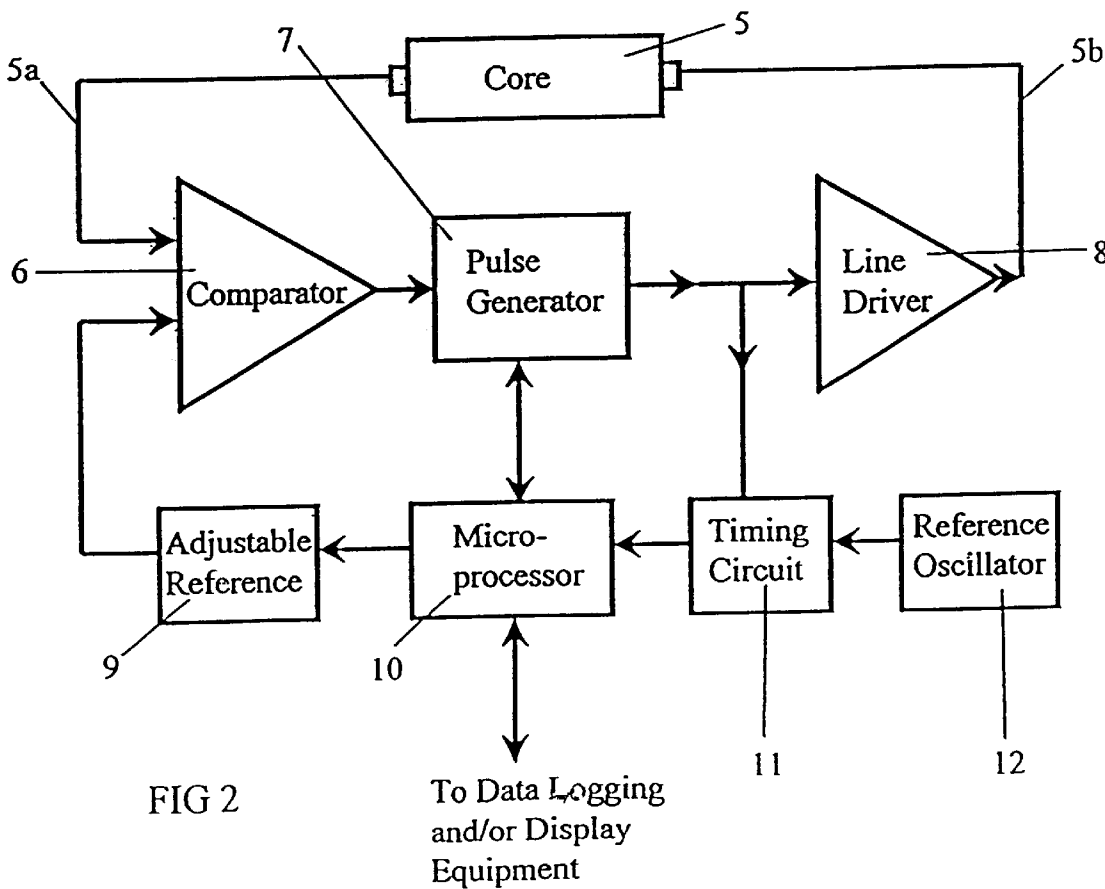 7
5
5a
5b
Core
6
Comparator
Pulse
Generator
Line
Driver
8
Adjustable
Reference
Micro-
processor
Timing
Circuit
Reference
Oscillator
9
10
11
12
FIG 2
To Data Logging
and/or Display
Equipment